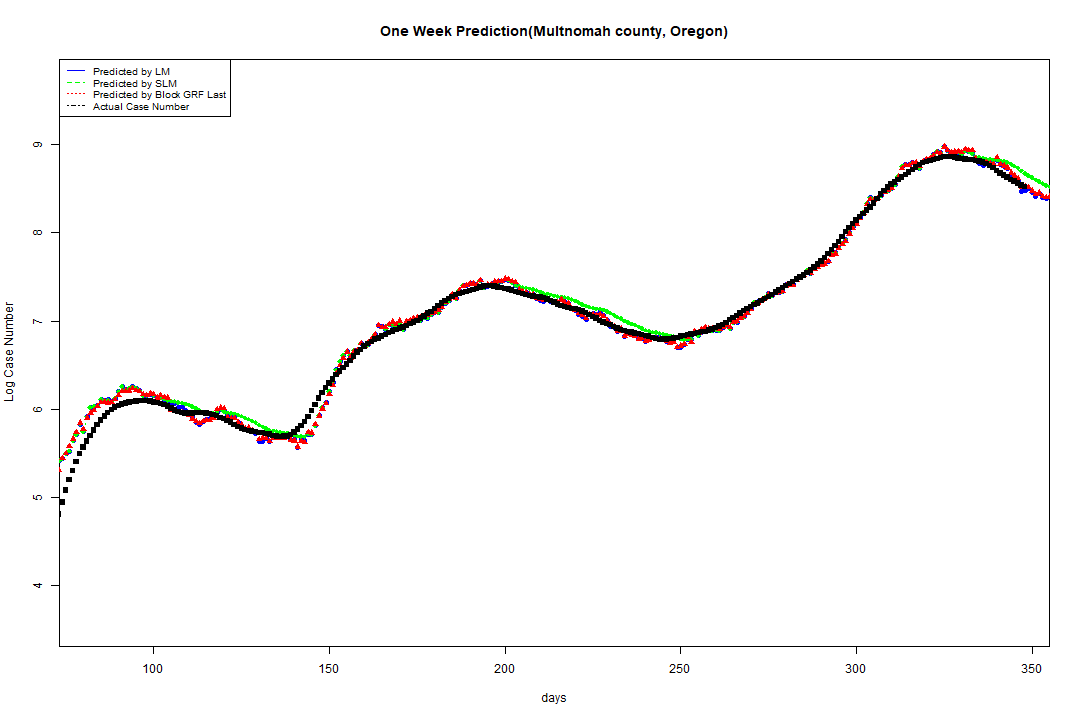 One Week Prediction(Multnomah county, Oregon)
Predicted by LM
Predicted by SLM
Predicted by Block GRF Last
Actual Case Number
9
8
7
6
5
4
Log Case Number
100 150 200 250 300 350
days